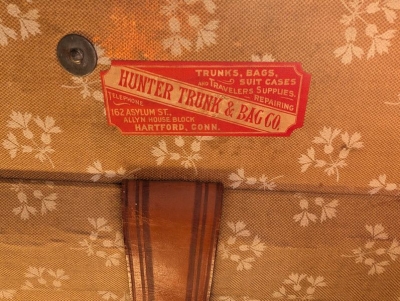 TRUNKS, BAGS,
SUIT CASES
AND TRAVELERS SUPPLIES.
REPAIRING
HUNTER TRUNK & BAG CO.
TELEPHONE
162 ASYLUM ST.,
ALLYN HOUSE BLOCK
HARTFORD, CONN.